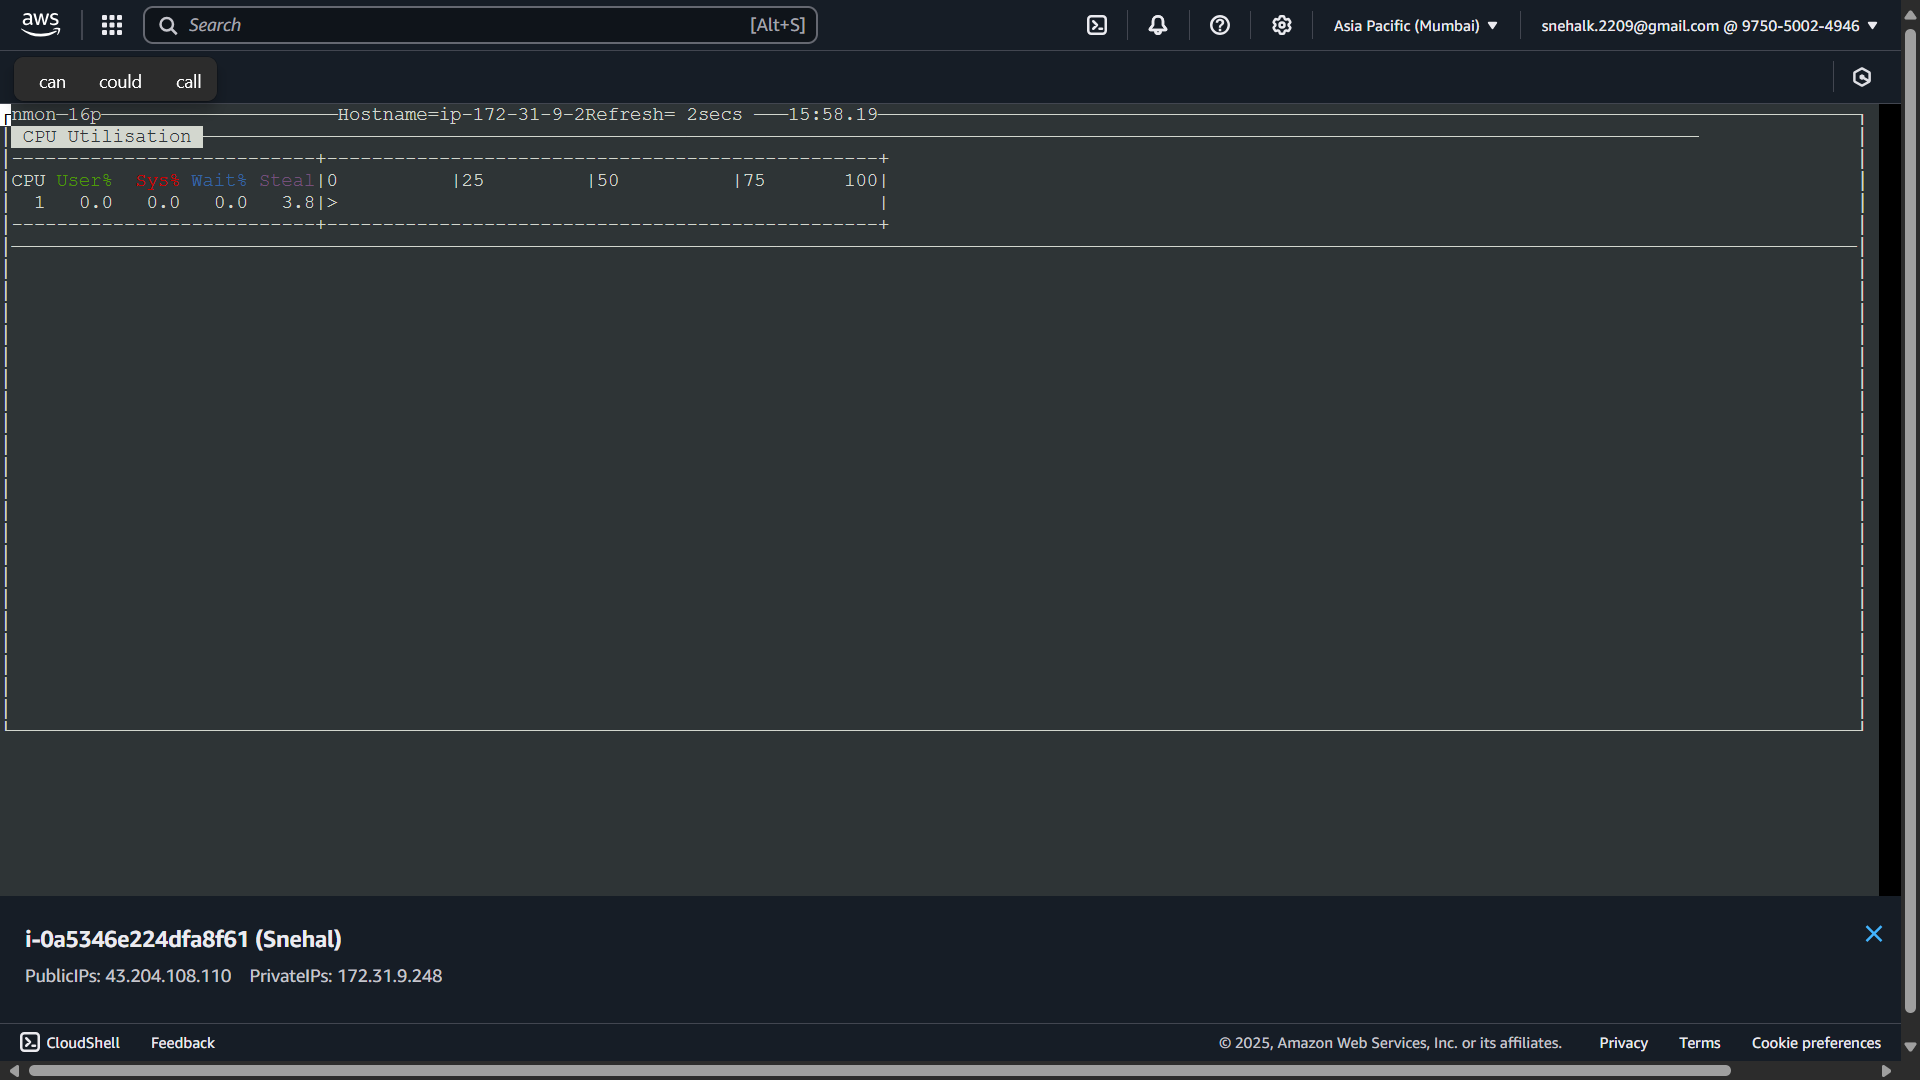 aws Search [Alt+S] Asia Pacific (Mumbai) snehalk.2209@gmail.com @ 9750-5002-4946
can could call
nmon─16p─────────────────────Hostname=ip-172-31-9-2Refresh= 2secs ───15:58.19─
CPU Utilisation
---------------------------+-------------------------------------------------+
CPU User%  Sys% Wait% Steal|0          |25         |50          |75       100|
1   0.0   0.0   0.0   3.8|>                                                 |
---------------------------+-------------------------------------------------+
i-0a5346e224dfa8f61 (Snehal)
PublicIPs: 43.204.108.110 PrivateIPs: 172.31.9.248
CloudShell Feedback © 2025, Amazon Web Services, Inc. or its affiliates. Privacy Terms Cookie preferences